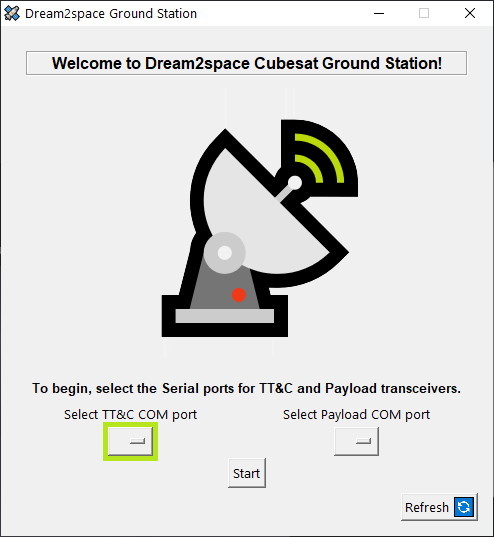 Dream2space Ground Station
Welcome to Dream2space Cubesat Ground Station!
To begin, select the Serial ports for TT&C and Payload transceivers.
Select TT&C COM port
Select Payload COM port
Start
Refresh